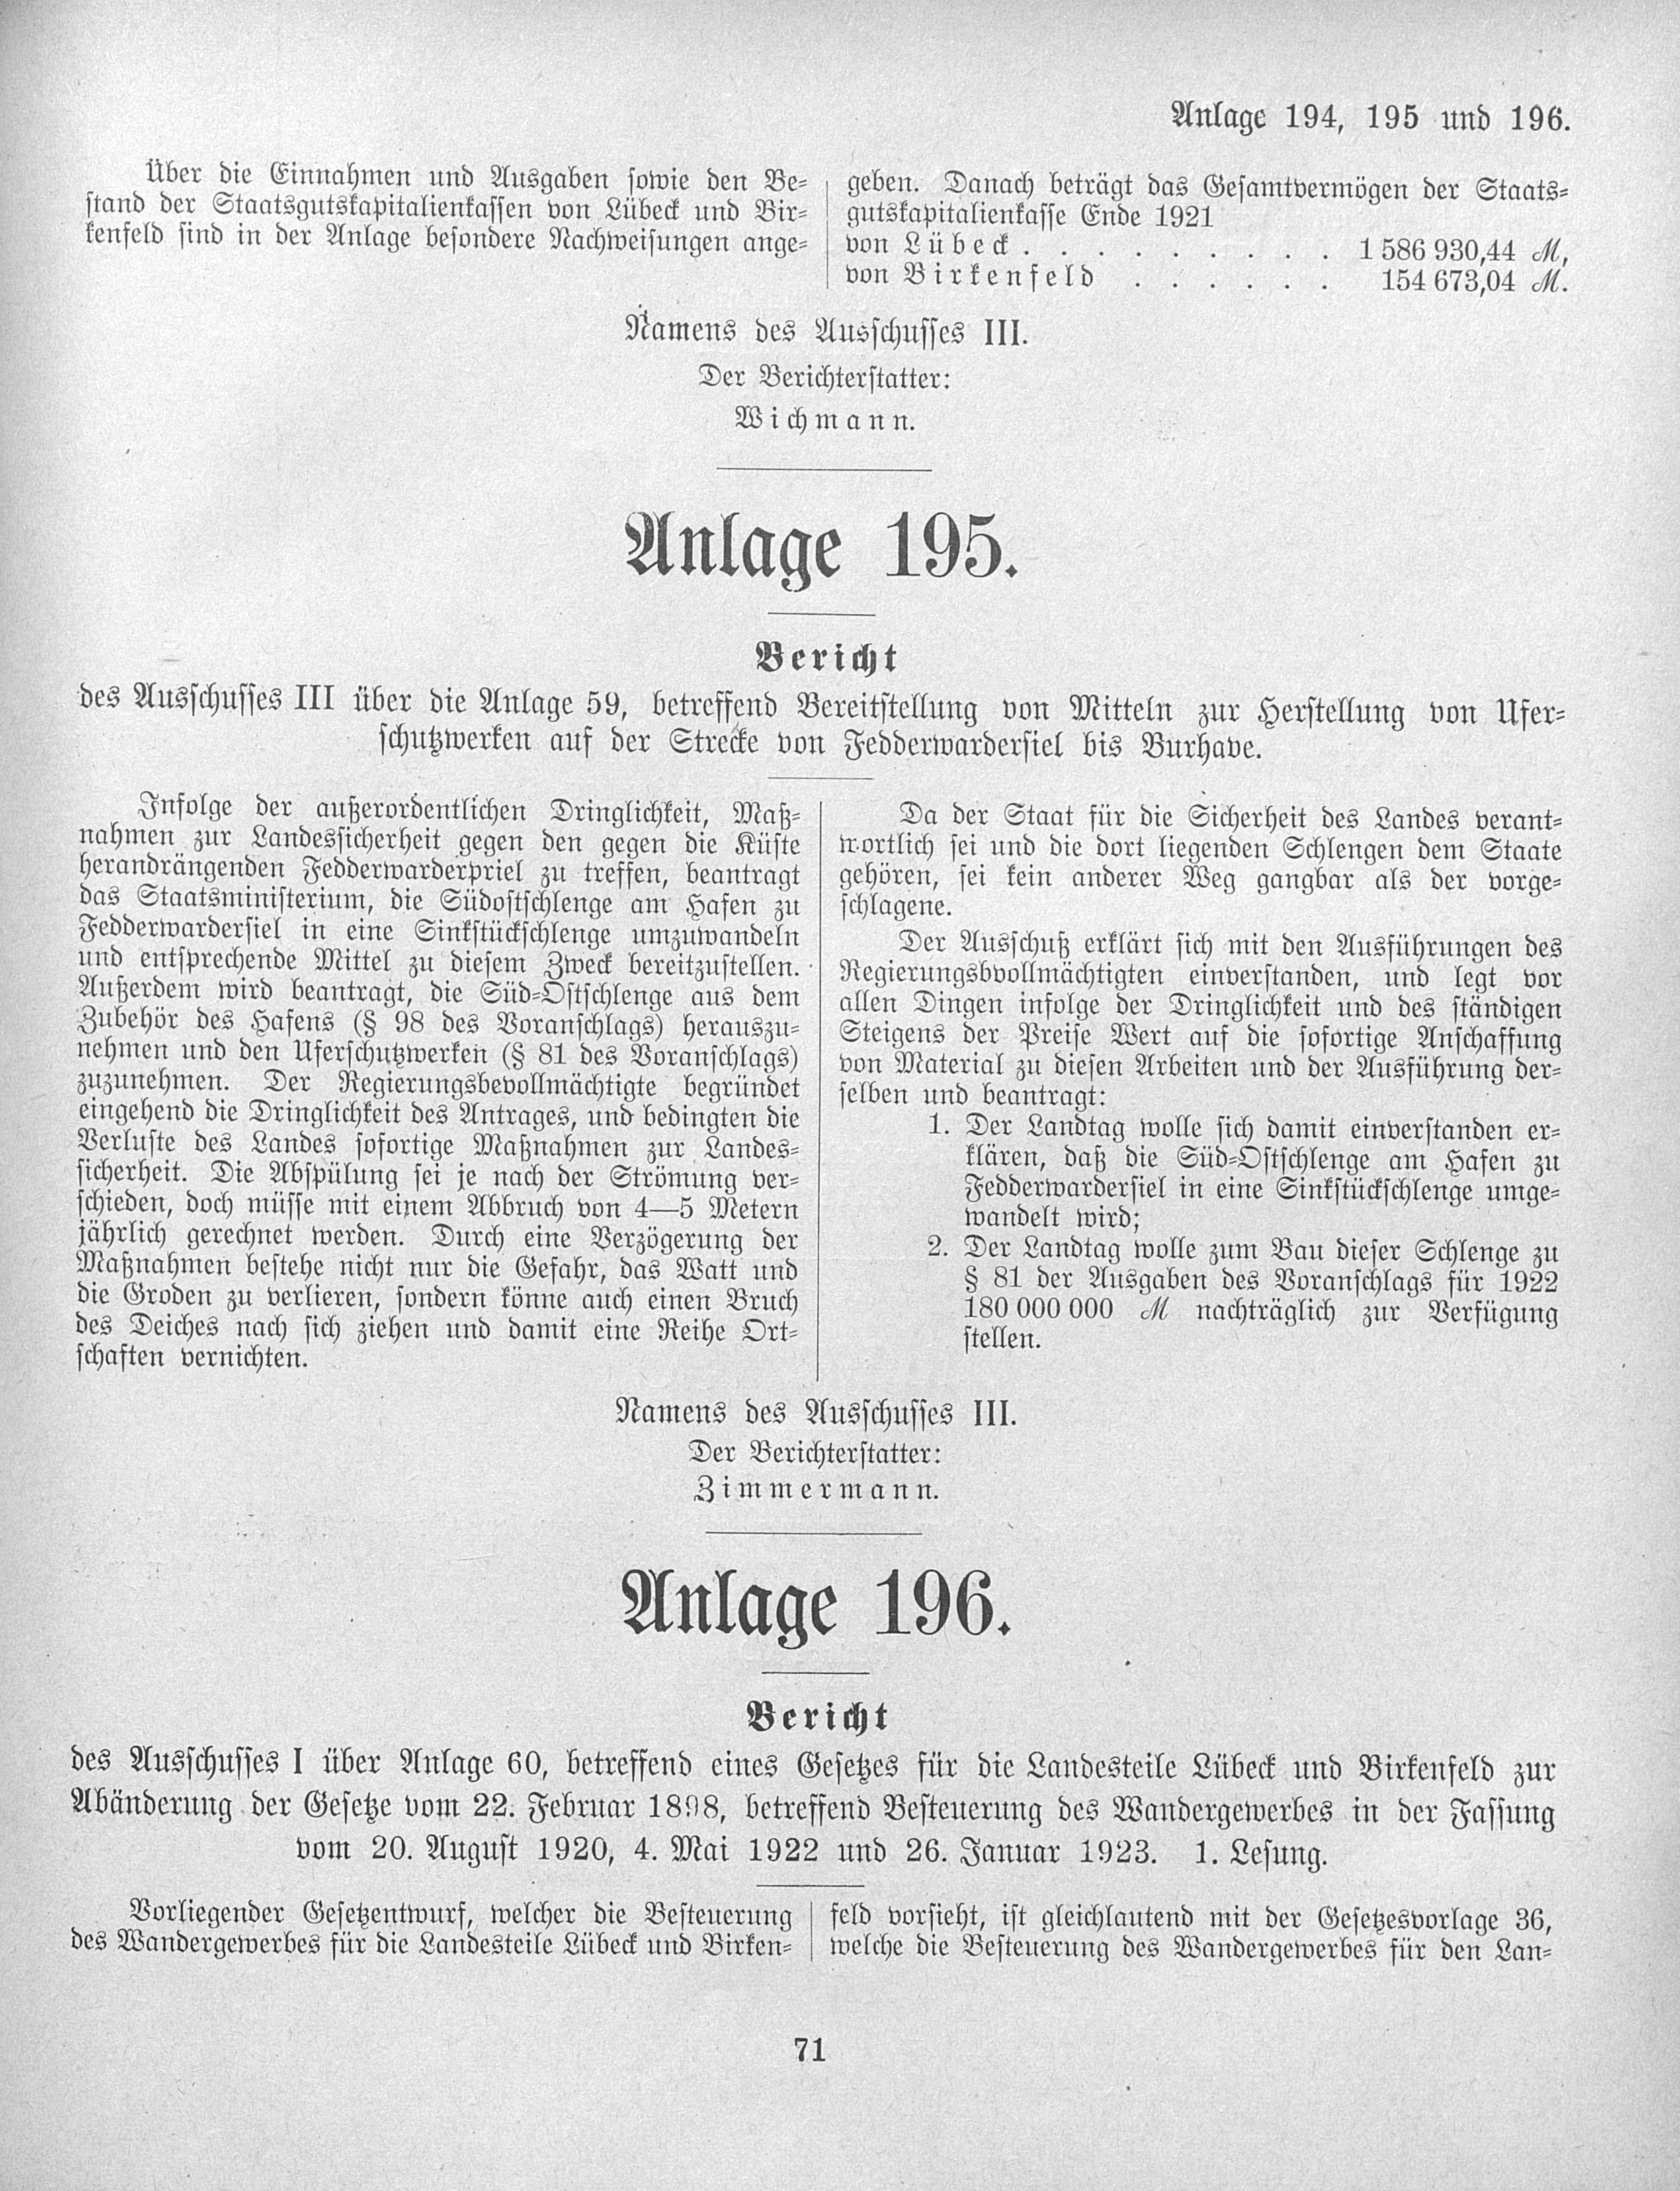 Anlage 194, 195 und 196.
Über die Einnahmen und Ausgaben sowie den Be-
stand der Staatsgutskapitalienkassen von Lübeck und Bir-
kenfeld sind in der Anlage besondere Nachweisungen ange-
geben. Danach beträgt das Gesamtvermögen der Staats-
gutskapitalienkasse Ende 1921
von Lübeck . . . . . . . . . 1 586 930,44 ℳ,
von Birkenfeld . . . . . . 154 673,04 ℳ.
Namens des Ausschusses III.
Der Berichterstatter:
Wichmann.
Anlage 195.
Bericht
des Ausschusses III über die Anlage 59, betreffend Bereitstellung von Mitteln zur Herstellung von Ufer-
schutzwerken auf der Strecke von Fedderwardersiel bis Burhave.
Infolge der außerordentlichen Dringlichkeit, Maß-
nahmen zur Landessicherheit gegen den gegen die Küste
herandrängenden Fedderwarderpriel zu treffen, beantragt
das Staatsministerium, die Südostschlenge am Hafen zu
Fedderwardersiel in eine Sinkstückschlenge umzuwandeln
und entsprechende Mittel zu diesem Zweck bereitzustellen.
Außerdem wird beantragt, die Süd-Ostschlenge aus dem
Zubehör des Hafens (§ 98 des Voranschlags) herauszu-
nehmen und den Uferschutzwerken (§ 81 des Voranschlags)
zuzunehmen. Der Regierungsbevollmächtigte begründet
eingehend die Dringlichkeit des Antrages, und bedingten die
Verluste des Landes sofortige Maßnahmen zur Landes-
sicherheit. Die Abspülung sei je nach der Strömung ver-
schieden, doch müsse mit einem Abbruch von 4—5 Metern
jährlich gerechnet werden. Durch eine Verzögerung der
Maßnahmen bestehe nicht nur die Gefahr, das Watt und
die Groden zu verlieren, sondern könne auch einen Bruch
des Deiches nach sich ziehen und damit eine Reihe Ort-
schaften vernichten.
Da der Staat für die Sicherheit des Landes verant-
wortlich sei und die dort liegenden Schlengen dem Staate
gehören, sei kein anderer Weg gangbar als der vorge-
schlagene.
Der Ausschuß erklärt sich mit den Ausführungen des
Regierungsbvollmächtigten einverstanden, und legt vor
allen Dingen infolge der Dringlichkeit und des ständigen
Steigens der Preise Wert auf die sofortige Anschaffung
von Material zu diesen Arbeiten und der Ausführung der-
selben und beantragt:
1. Der Landtag wolle sich damit einverstanden er-
klären, daß die Süd-Ostschlenge am Hafen zu
Fedderwardersiel in eine Sinkstückschlenge umge-
wandelt wird;
2. Der Landtag wolle zum Bau dieser Schlenge zu
§ 81 der Ausgaben des Voranschlags für 1922
180 000 000 ℳ nachträglich zur Verfügung
stellen.
Namens des Ausschusses III.
Der Berichterstatter:
Zimmermann.
Anlage 196.
Bericht
des Ausschusses I über Anlage 60, betreffend eines Gesetzes für die Landesteile Lübeck und Birkenfeld zur
Abänderung der Gesetze vom 22. Februar 1898, betreffend Besteuerung des Wandergewerbes in der Fassung
vom 20. August 1920, 4. Mai 1922 und 26. Januar 1923. 1. Lesung.
Vorliegender Gesetzentwurf, welcher die Besteuerung
des Wandergewerbes für die Landesteile Lübeck und Birken-
feld vorsieht, ist gleichlautend mit der Gesetzesvorlage 36,
welche die Besteuerung des Wandergewerbes für den Lan-
71